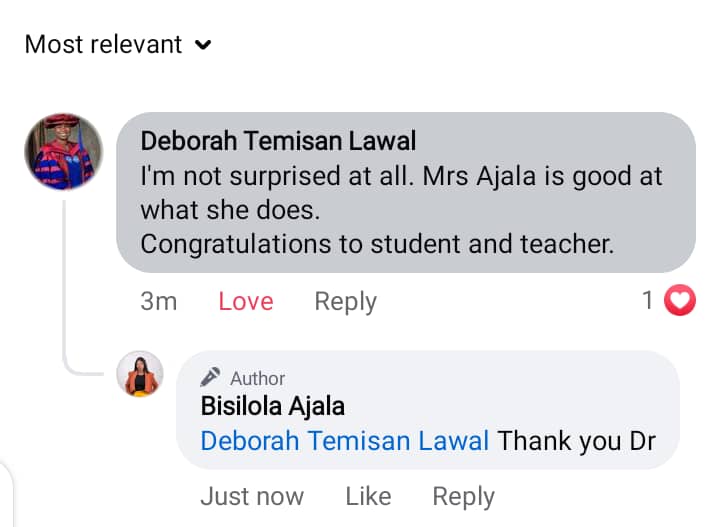 Most relevant
Deborah Temisan Lawal
I'm not surprised at all. Mrs Ajala is good at
what she does.
Congratulations to student and teacher.
3m Love Reply 1
Author
Bisilola Ajala
Deborah Temisan Lawal Thank you Dr
Just now Like Reply